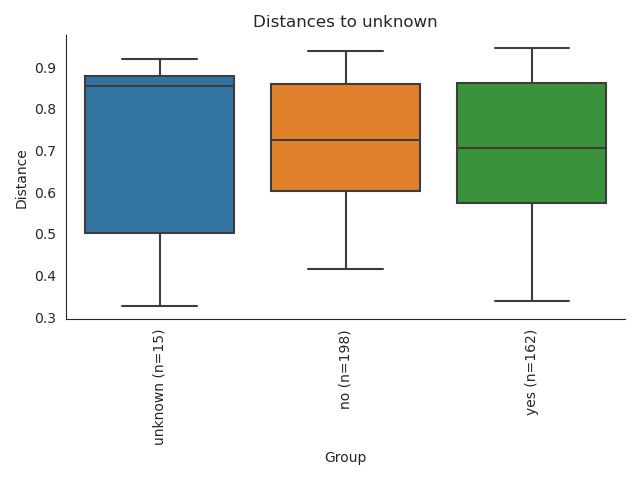 Distances to unknown
Distance
0.9
0.8
0.7
0.6
0.5
0.4
0.3
unknown (n=15)
no (n=198)
yes (n=162)
Group